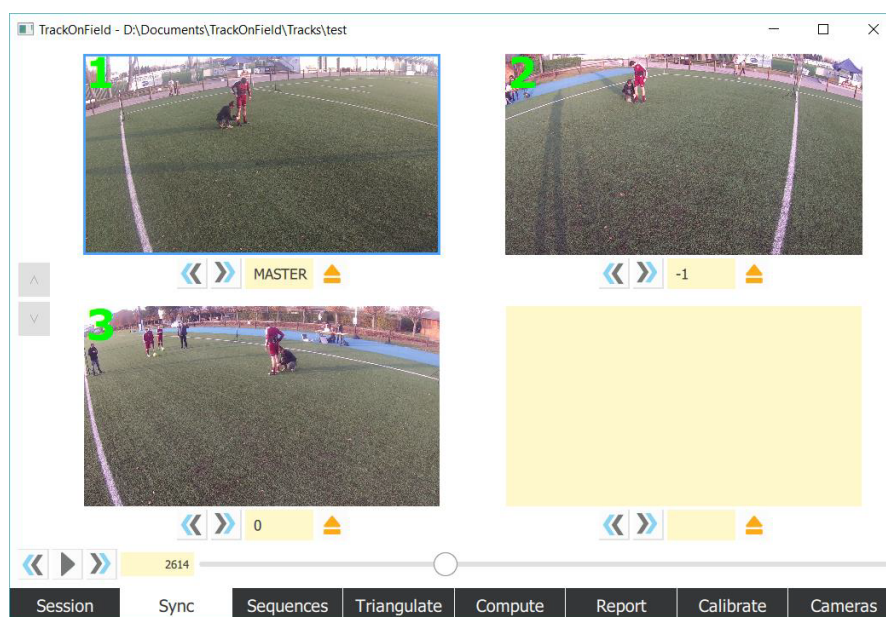 TrackOnField - D:\Documents\TrackOnField\Tracks\test
1
2
MASTER
-1
3
0
2614
Session Sync Sequences Triangulate Compute Report Calibrate Cameras